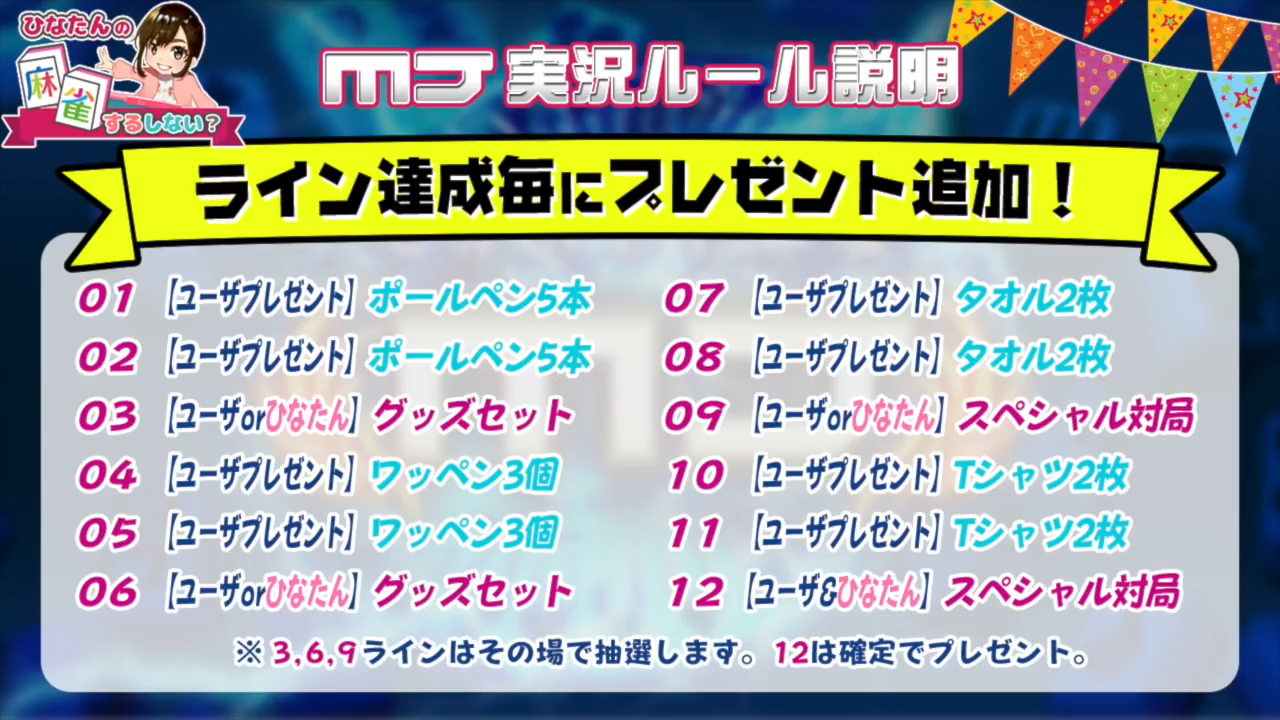 ひなたんの
麻雀
するしない?
MJ 実況ルール説明
ライン達成毎にプレゼント追加!
01 【ユーザプレゼント】 ボールペン5本
02 【ユーザプレゼント】 ボールペン5本
03 【ユーザorひなたん】 グッズセット
04 【ユーザプレゼント】 ワッペン3個
05 【ユーザプレゼント】 ワッペン3個
06 【ユーザorひなたん】 グッズセット
07 【ユーザプレゼント】 タオル2枚
08 【ユーザプレゼント】 タオル2枚
09 【ユーザorひなたん】 スペシャル対局
10 【ユーザプレゼント】 Tシャツ2枚
11 【ユーザプレゼント】 Tシャツ2枚
12 【ユーザ&ひなたん】 スペシャル対局
※ 3,6,9ラインはその場で抽選します。12は確定でプレゼント。